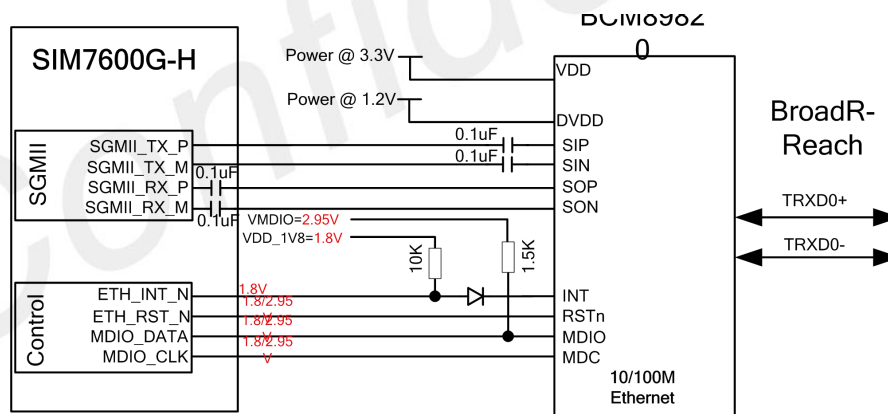 BCM8982
0
SIM7600G-H
Power @ 3.3V
VDD
Power @ 1.2V
DVDD
BroadR-
Reach
SGMII
SGMII_TX_P
0.1uF
SIP
SGMII_TX_M
0.1uF
SIN
SGMII_RX_P
0.1uF
SOP
SGMII_RX_M
0.1uF
SON
TRXD0+
VMDIO=2.95V
VDD_1V8=1.8V
TRXD0-
10K
1.5K
Control
ETH_INT_N
1.8V
INT
ETH_RST_N
1.8/2.95
V
RSTn
MDIO_DATA
1.8/2.95
V
MDIO
MDIO_CLK
1.8/2.95
V
MDC
10/100M
Ethernet